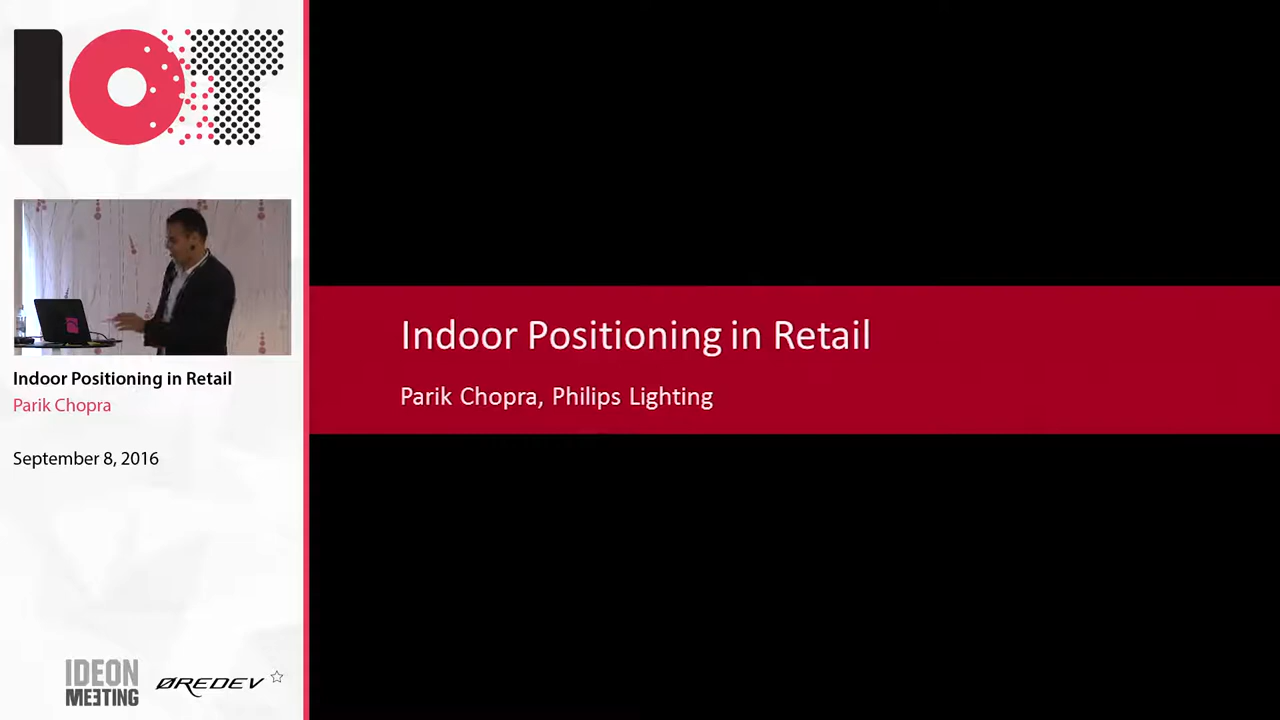 IOT
Indoor Positioning in Retail
Parik Chopra
September 8, 2016
IDEON
MEETING
ØREDEV
Indoor Positioning in Retail
Parik Chopra, Philips Lighting